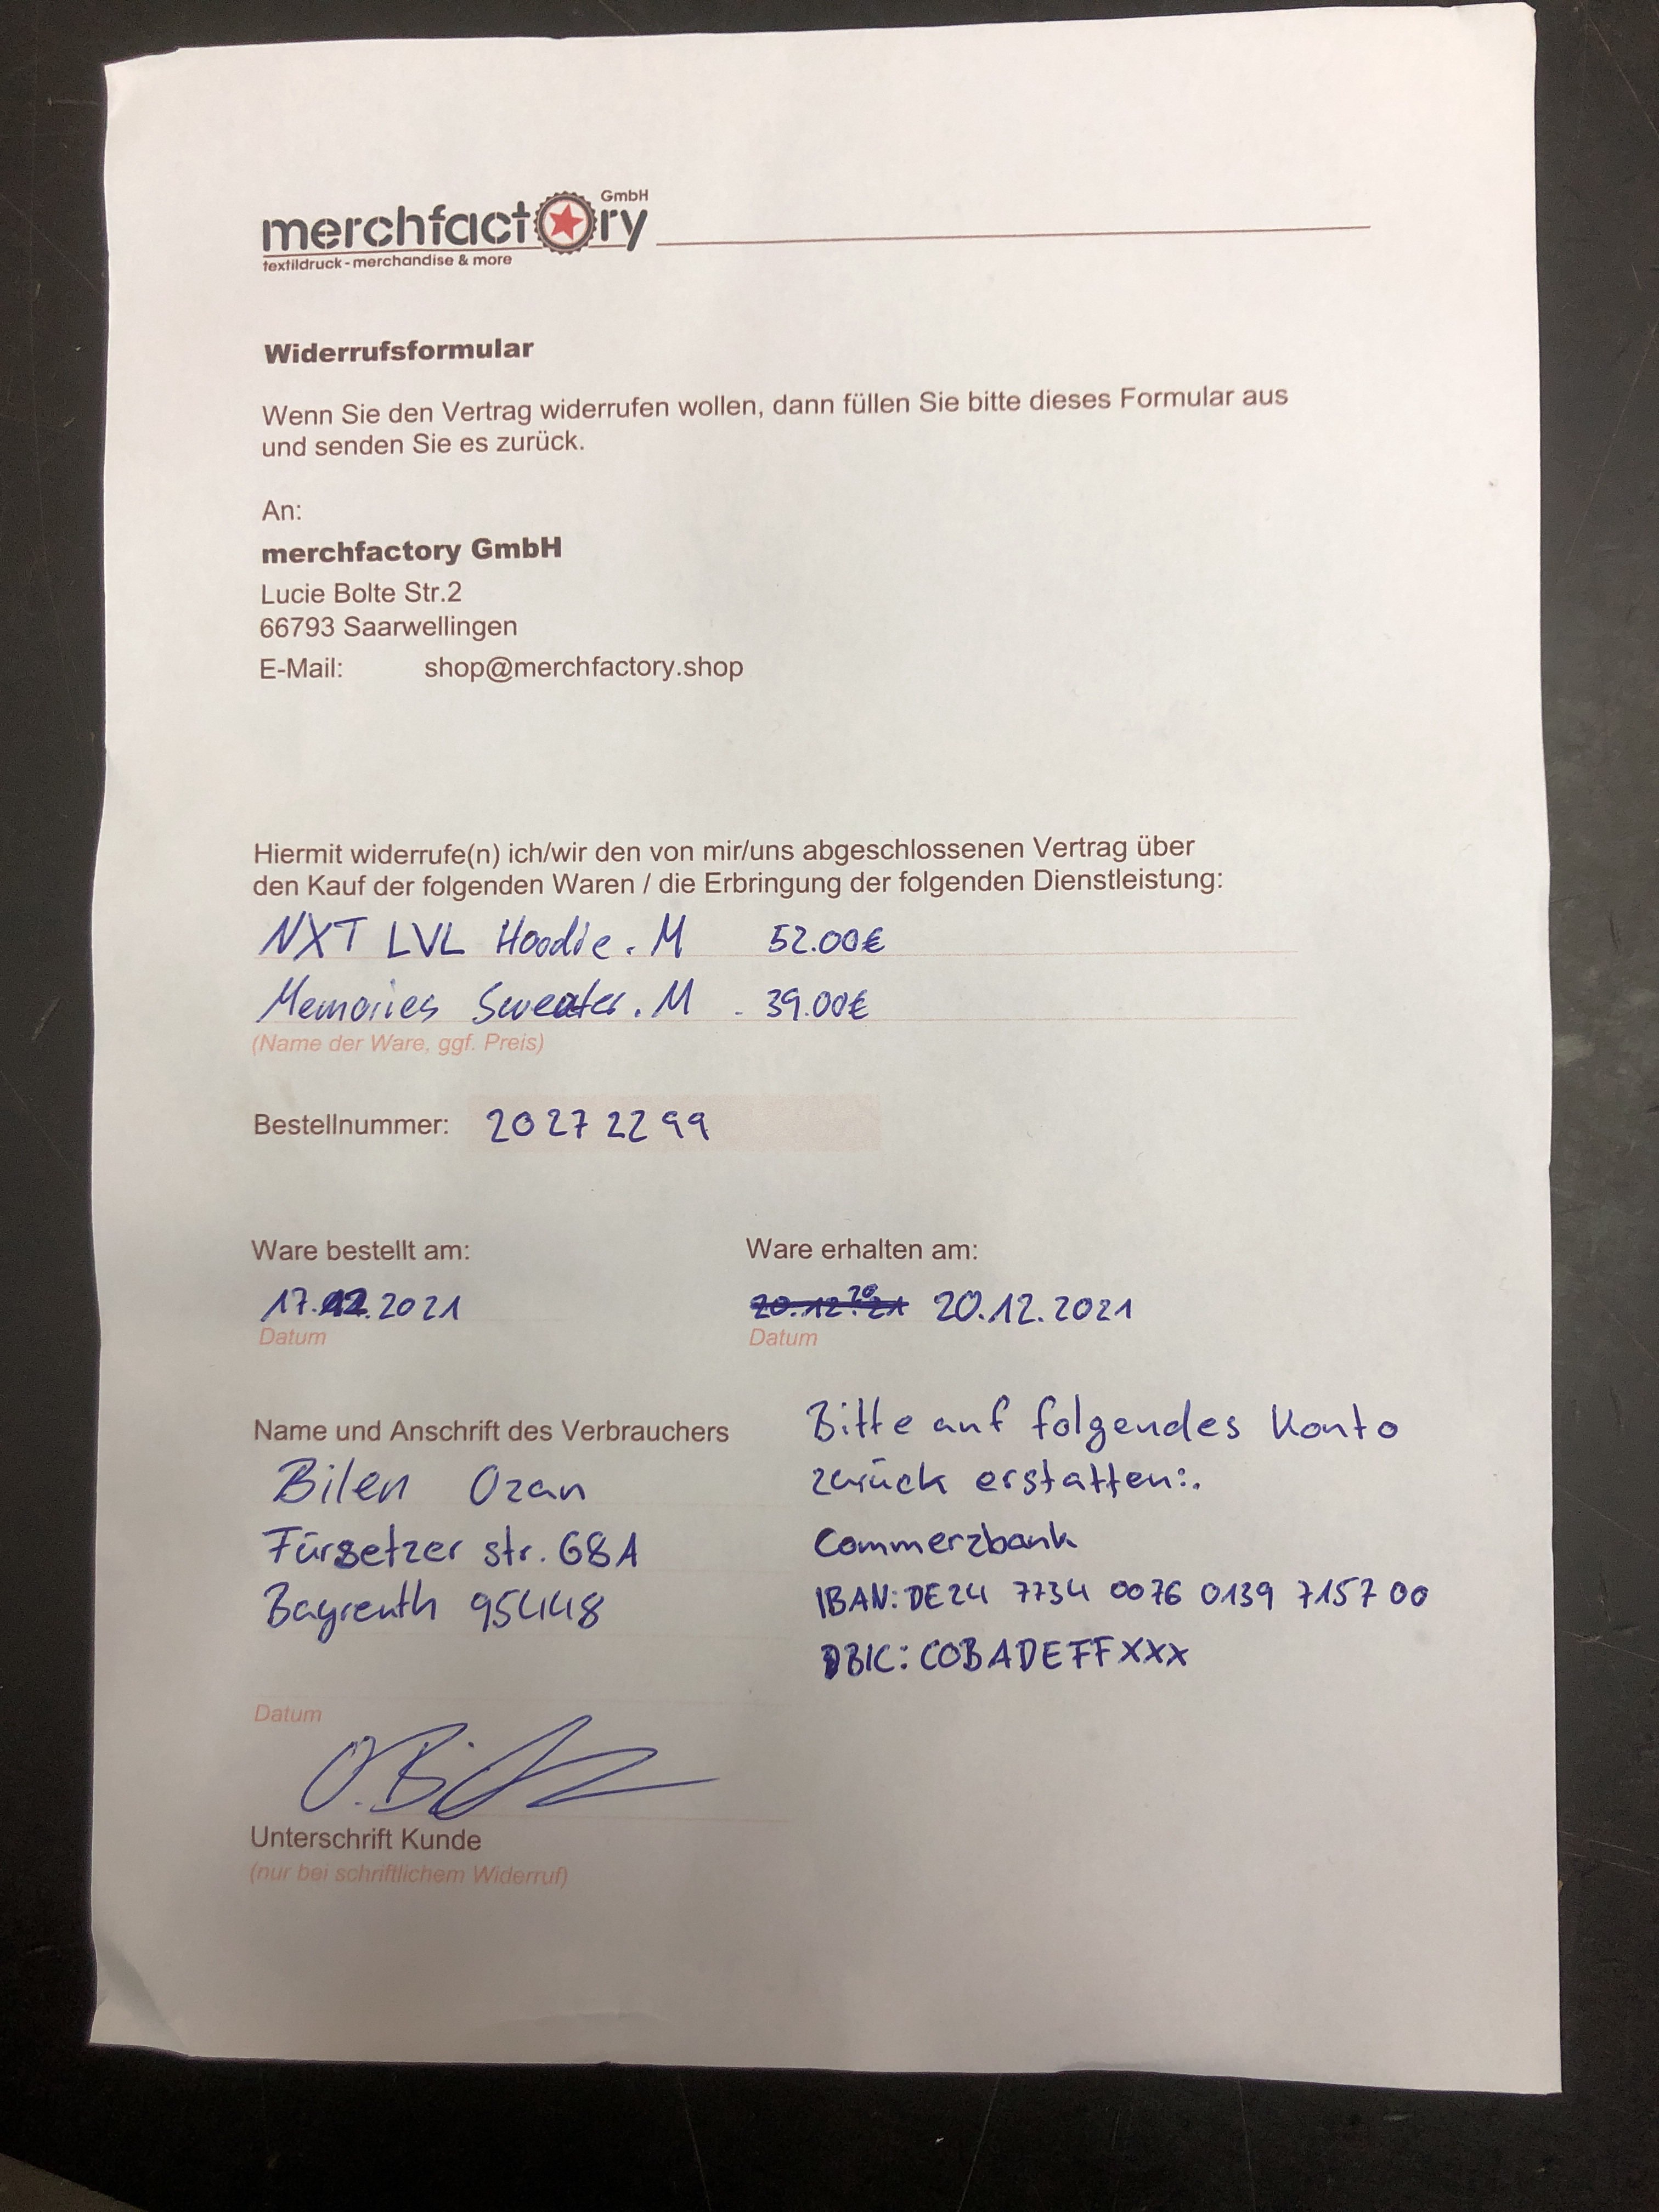 merchfactory GmbH
textildruck - merchandise & more
Widerrufsformular
Wenn Sie den Vertrag widerrufen wollen, dann füllen Sie bitte dieses Formular aus
und senden Sie es zurück.
An:
merchfactory GmbH
Lucie Bolte Str.2
66793 Saarwellingen
E-Mail: shop@merchfactory.shop
Hiermit widerrufe(n) ich/wir den von mir/uns abgeschlossenen Vertrag über
den Kauf der folgenden Waren / die Erbringung der folgenden Dienstleistung:
NXT LVL Hoodie. M 52.00€
Memories Sweater. M - 39.00€
(Name der Ware, ggf. Preis)
Bestellnummer: 20 27 22 99
Ware bestellt am: Ware erhalten am:
17.12.2021 20.12.2021
Datum Datum
Name und Anschrift des Verbrauchers
Bilen Ozan
Fürsetzer str. 68A
Bayreuth 95448
Bitte auf folgendes Konto
zurück erstatten:.
Commerzbank
IBAN: DE24 7734 0076 0139 7157 00
BIC: COBADEFFXXX
Datum
O.Bi
Unterschrift Kunde
(nur bei schriftlichem Widerruf)